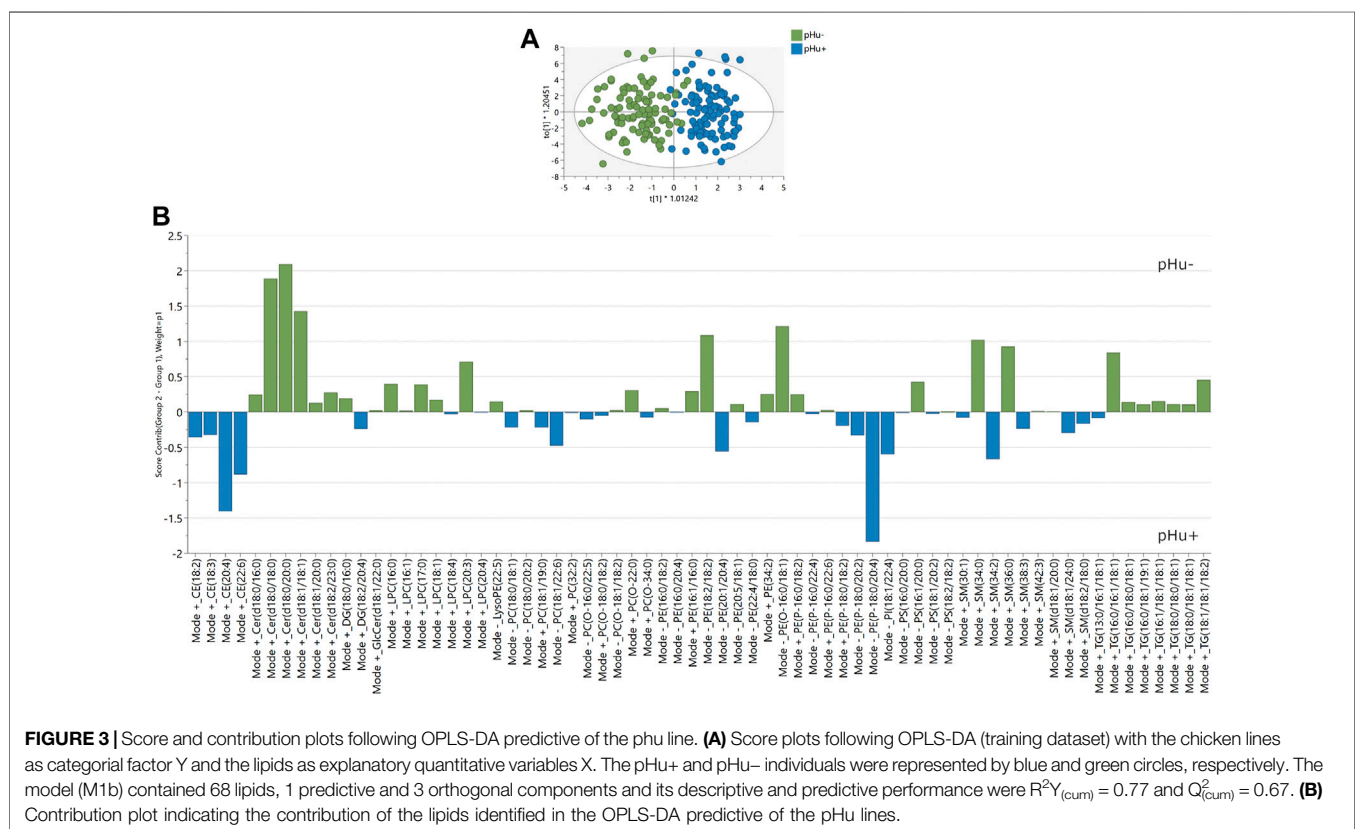 A
pHu-
pHu+
8
6
4
2
0
-2
-4
-6
-8
to[1] * 1.20451
-5 -4 -3 -2 -1 0 1 2 3 4 5
t[1] * 1.01242
B
2.5
2
1.5
1
0.5
0
-0.5
-1
-1.5
-2
Score Contrib(Group 2 - Group 1), Weight=p1
pHu-
pHu+
Mode +_CE(18:2)
Mode +_CE(18:3)
Mode +_CE(20:4)
Mode +_CE(22:6)
Mode +_Cer(d18:0/16:0)
Mode +_Cer(d18:0/18:0)
Mode +_Cer(d18:0/20:0)
Mode +_Cer(d18:1/18:1)
Mode +_Cer(d18:1/20:0)
Mode +_Cer(d18:2/23:0)
Mode +_DG(18:0/16:0)
Mode +_DG(18:2/20:4)
Mode +_GlcCer(d18:1/22:0)
Mode +_LPC(16:0)
Mode +_LPC(16:1)
Mode +_LPC(17:0)
Mode +_LPC(18:1)
Mode +_LPC(18:4)
Mode +_LPC(20:3)
Mode +_LPC(20:4)
Mode -_LysoPE(22:5)
Mode -_PC(18:0/18:1)
Mode -_PC(18:0/20:2)
Mode +_PC(18:1/19:0)
Mode -_PC(18:1/22:6)
Mode +_PC(32:2)
Mode -_PC(O-16:0/22:5)
Mode +_PC(O-18:0/18:2)
Mode -_PC(O-18:1/18:2)
Mode +_PC(O-22:0)
Mode +_PC(O-34:0)
Mode -_PE(16:0/18:2)
Mode -_PE(16:0/20:4)
Mode +_PE(16:1/16:0)
Mode -_PE(18:2/18:2)
Mode -_PE(20:1/20:4)
Mode -_PE(20:5/18:1)
Mode -_PE(22:4/18:0)
Mode +_PE(34:2)
Mode -_PE(O-16:0/18:1)
Mode +_PE(P-16:0/18:2)
Mode -_PE(P-16:0/22:4)
Mode -_PE(P-16:0/22:6)
Mode +_PE(P-18:0/20:2)
Mode -_PE(P-18:0/20:2)
Mode -_PE(P-18:0/20:4)
Mode -_PI(18:1/22:4)
Mode -_PS(16:0/20:0)
Mode -_PS(16:1/20:0)
Mode -_PS(18:1/20:2)
Mode -_PS(18:2/18:2)
Mode +_SM(30:1)
Mode +_SM(34:0)
Mode +_SM(34:2)
Mode +_SM(36:0)
Mode +_SM(38:3)
Mode +_SM(42:3)
Mode +_SM(d18:1/20:0)
Mode +_SM(d18:1/24:0)
Mode +_SM(d18:2/18:0)
Mode +_TG(13:0/16:1/18:1)
Mode +_TG(16:0/16:1/18:1)
Mode +_TG(16:0/18:0/18:1)
Mode +_TG(16:0/18:1/19:1)
Mode +_TG(16:1/18:1/18:1)
Mode +_TG(18:0/18:0/18:1)
Mode +_TG(18:0/18:1/18:1)
Mode +_TG(18:1/18:1/18:2)
FIGURE 3 | Score and contribution plots following OPLS-DA predictive of the phu line. (A) Score plots following OPLS-DA (training dataset) with the chicken lines
as categorial factor Y and the lipids as explanatory quantitative variables X. The pHu+ and pHu− individuals were represented by blue and green circles, respectively. The
model (M1b) contained 68 lipids, 1 predictive and 3 orthogonal components and its descriptive and predictive performance were R²Y(cum) = 0.77 and Q²(cum) = 0.67. (B)
Contribution plot indicating the contribution of the lipids identified in the OPLS-DA predictive of the pHu lines.